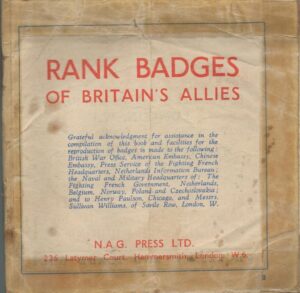 RANK BADGES
OF BRITAIN'S ALLIES
Grateful acknowledgment for assistance in the
compilation of this book and facilities for the
reproduction of badges is made to the following:
British War Office, American Embassy, Chinese
Embassy, Press Service of the Fighting French
Headquarters, Netherlands Information Bureau;
the Naval and Military Headquarters of: The
Fighting French Government, Netherlands,
Belgium, Norway, Poland and Czechoslovakia;
and to Henry Paulson, Chicago, and Messrs.
Sullivan Williams, of Savile Row, London, W.
N.A.G. PRESS LTD.
226 Latymer Court, Hammersmith, London W.6